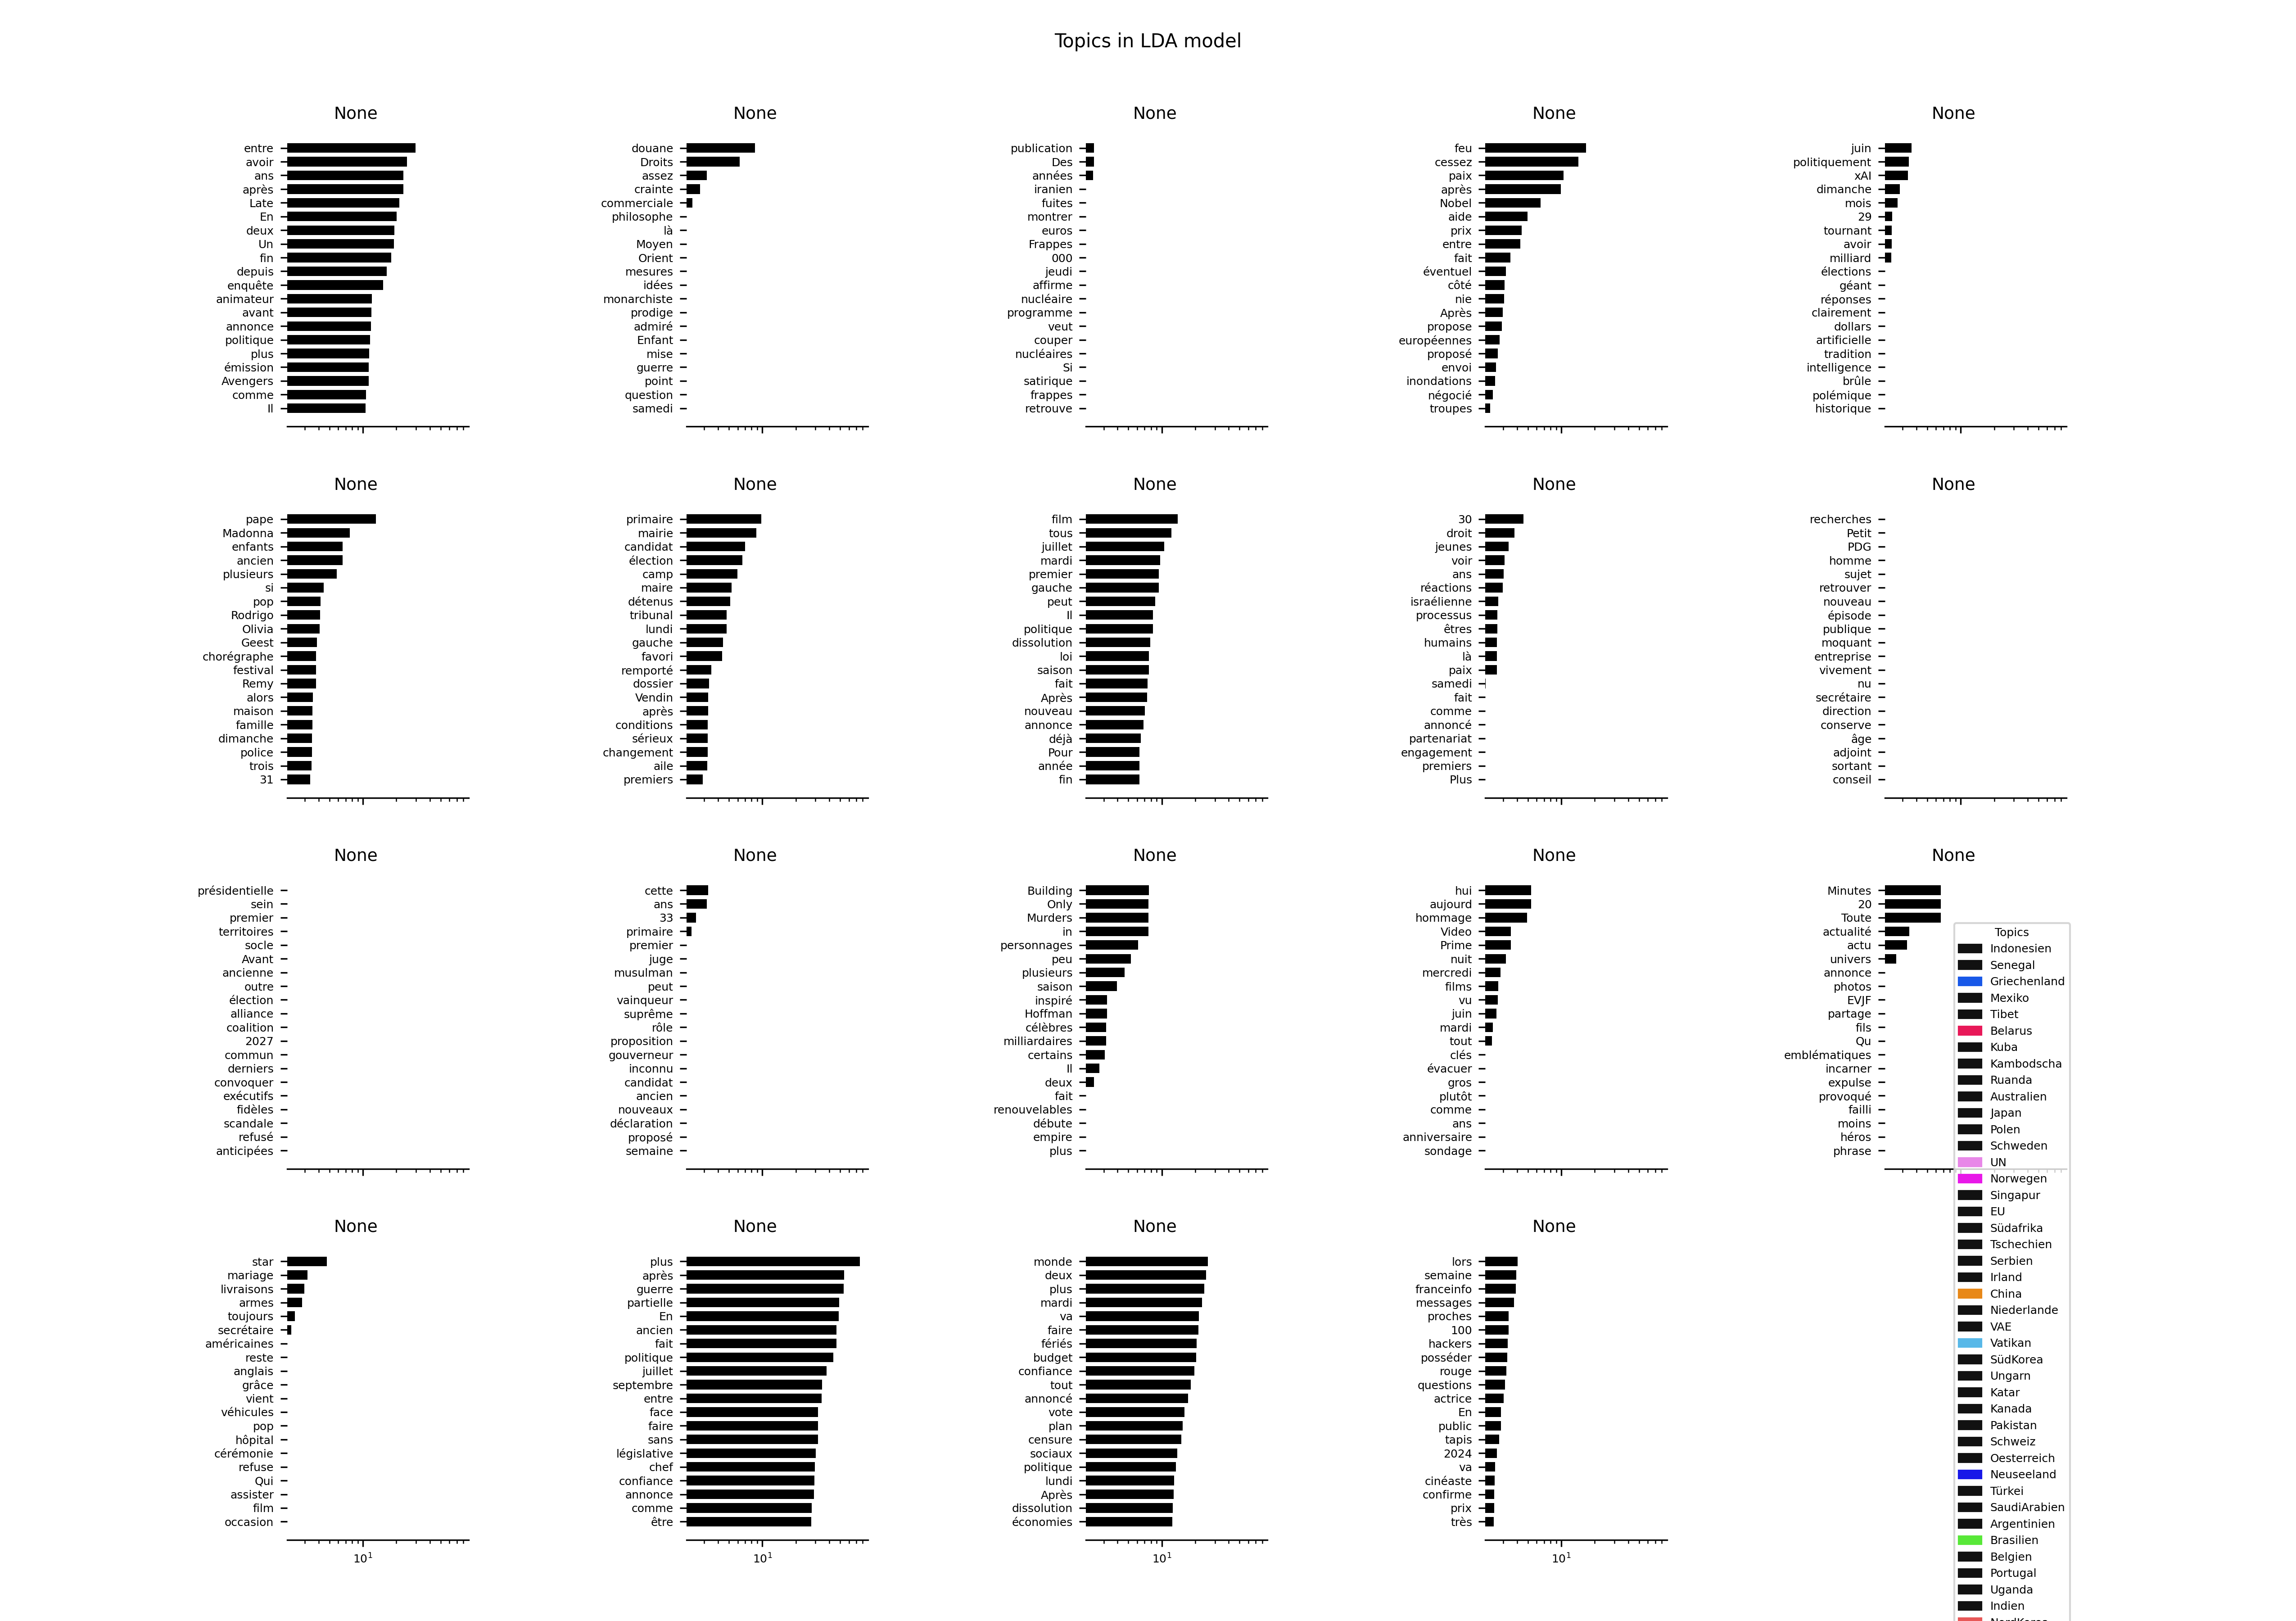 Topics in LDA model
None
entre
avoir
ans
après
Late
En
deux
Un
fin
depuis
enquête
animateur
avant
annonce
politique
plus
émission
Avengers
comme
Il
None
douane
Droits
assez
crainte
commerciale
philosophe
là
Moyen
Orient
mesures
idées
monarchiste
prodige
admiré
Enfant
mise
guerre
point
question
samedi
None
publication
Des
années
iranien
fuites
montrer
euros
Frappes
000
jeudi
affirme
nucléaire
programme
veut
couper
nucléaires
Si
satirique
frappes
retrouve
None
feu
cessez
paix
après
Nobel
aide
prix
entre
fait
éventuel
côté
nie
Après
propose
européennes
proposé
envoi
inondations
négocié
troupes
None
juin
politiquement
xAI
dimanche
mois
29
tournant
avoir
milliard
élections
géant
réponses
clairement
dollars
artificielle
tradition
intelligence
brûle
polémique
historique
None
pape
Madonna
enfants
ancien
plusieurs
si
pop
Rodrigo
Olivia
Geest
chorégraphe
festival
Remy
alors
maison
famille
dimanche
police
trois
31
None
primaire
mairie
candidat
élection
camp
maire
détenus
tribunal
lundi
gauche
favori
remporté
dossier
Vendin
après
conditions
sérieux
changement
aile
premiers
None
film
tous
juillet
mardi
premier
gauche
peut
Il
politique
dissolution
loi
saison
fait
Après
nouveau
annonce
déjà
Pour
année
fin
None
30
droit
jeunes
voir
ans
réactions
israélienne
processus
êtres
humains
là
paix
samedi
fait
comme
annoncé
partenariat
engagement
premiers
Plus
None
recherches
Petit
PDG
homme
sujet
retrouver
nouveau
épisode
publique
moquant
entreprise
vivement
nu
secrétaire
direction
conserve
âge
adjoint
sortant
conseil
None
présidentielle
sein
premier
territoires
socle
Avant
ancienne
outre
élection
alliance
coalition
2027
commun
derniers
convoquer
exécutifs
fidèles
scandale
refusé
anticipées
None
cette
ans
33
primaire
premier
juge
musulman
peut
vainqueur
suprême
rôle
proposition
gouverneur
inconnu
candidat
ancien
nouveaux
déclaration
proposé
semaine
None
Building
Only
Murders
in
personnages
peu
plusieurs
saison
inspiré
Hoffman
célèbres
milliardaires
certains
Il
deux
fait
renouvelables
débute
empire
plus
None
hui
aujourd
hommage
Video
Prime
nuit
mercredi
films
vu
juin
mardi
tout
clés
évacuer
gros
plutôt
comme
ans
anniversaire
sondage
None
Minutes
20
Toute
actualité
actu
univers
annonce
photos
EVJF
partage
fils
Qu
emblématiques
incarner
expulse
provoqué
failli
moins
héros
phrase
None
star
mariage
livraisons
armes
toujours
secrétaire
américaines
reste
anglais
grâce
vient
véhicules
pop
hôpital
cérémonie
refuse
Qui
assister
film
occasion
10¹
None
plus
après
guerre
partielle
En
ancien
fait
politique
juillet
septembre
entre
face
faire
sans
législative
chef
confiance
annonce
comme
être
10¹
None
monde
deux
plus
mardi
va
faire
fériés
budget
confiance
tout
annoncé
vote
plan
censure
sociaux
politique
lundi
Après
dissolution
économies
10¹
None
lors
semaine
franceinfo
messages
proches
100
hackers
posséder
rouge
questions
actrice
En
public
tapis
2024
va
cinéaste
confirme
prix
très
10¹
Topics
Indonesien
Senegal
Griechenland
Mexiko
Tibet
Belarus
Kuba
Kambodscha
Ruanda
Australien
Japan
Polen
Schweden
UN
Norwegen
Singapur
EU
Südafrika
Tschechien
Serbien
Irland
China
Niederlande
VAE
Vatikan
SüdKorea
Ungarn
Katar
Kanada
Pakistan
Schweiz
Oesterreich
Neuseeland
Türkei
SaudiArabien
Argentinien
Brasilien
Belgien
Portugal
Uganda
Indien